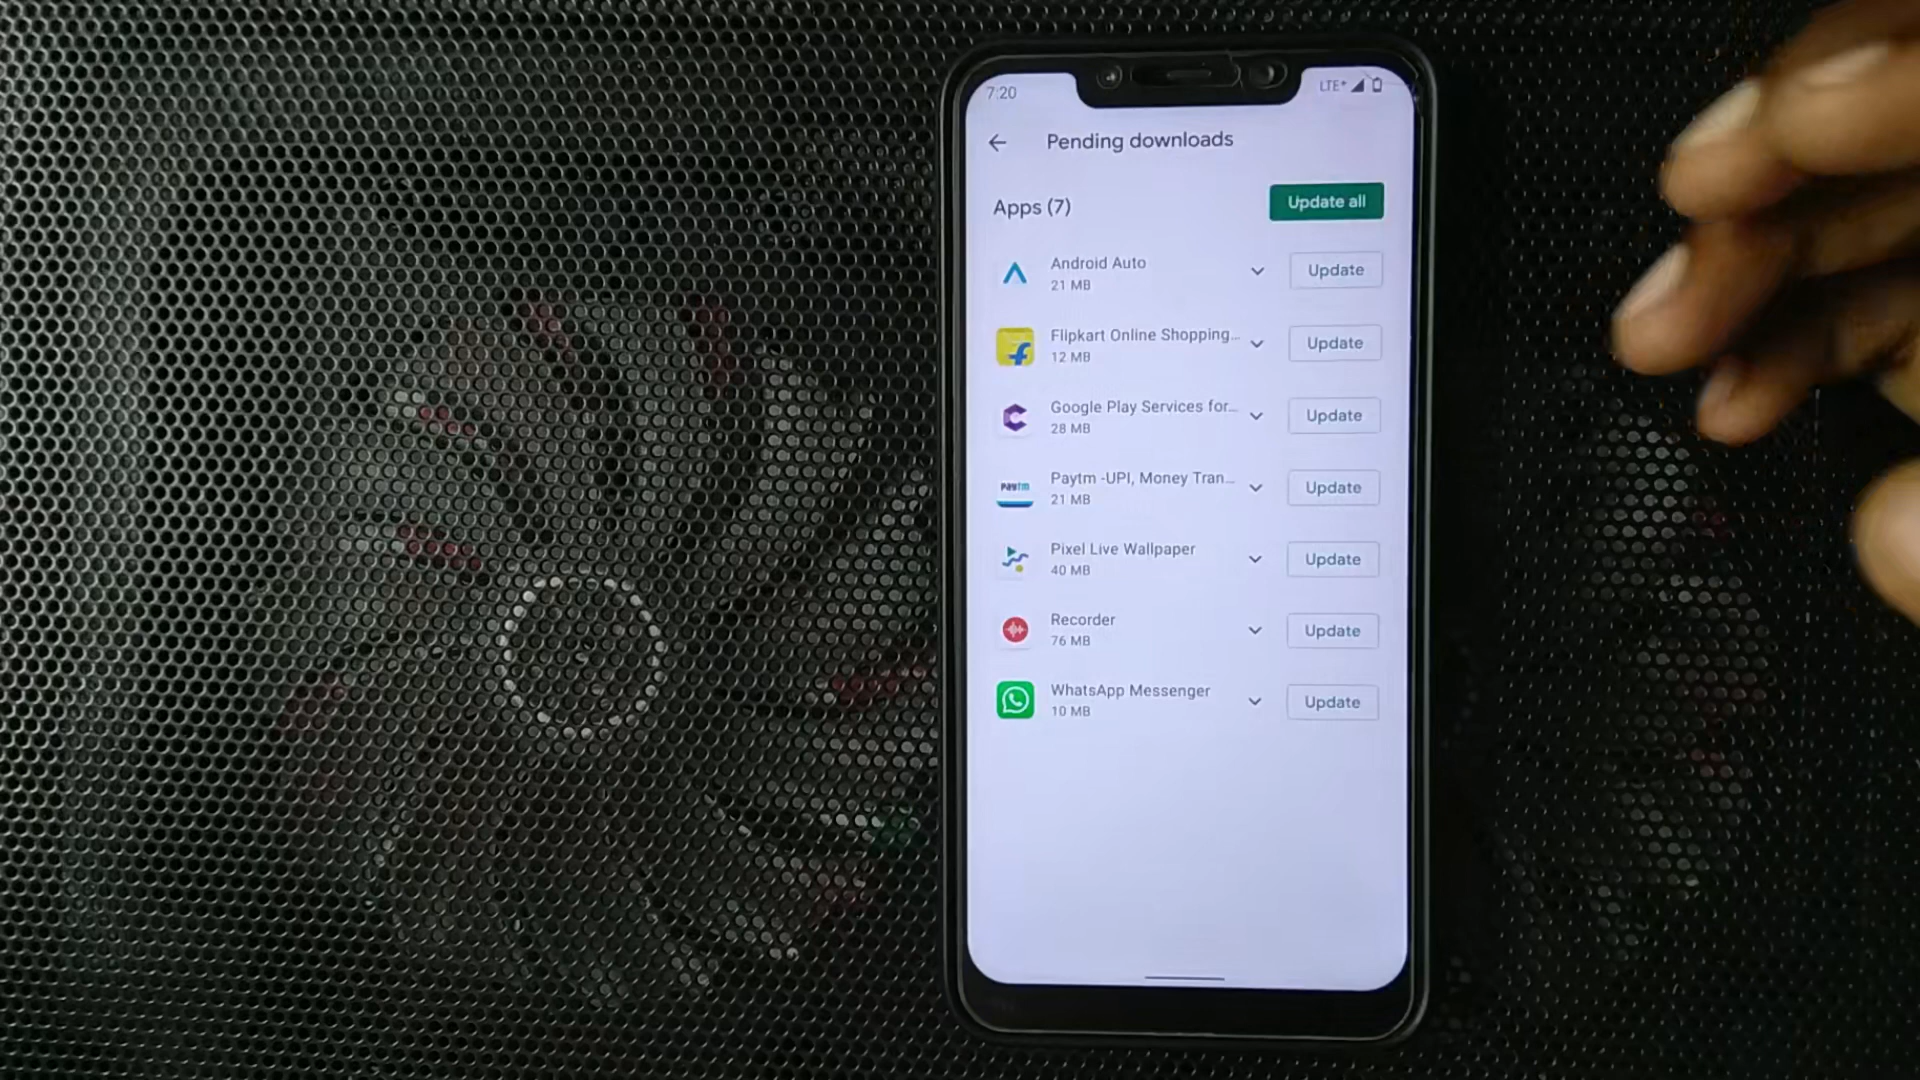 7:20
LTE+
Pending downloads
Apps (7)
Update all
Android Auto
21 MB
Update
Flipkart Online Shopping...
12 MB
Update
Google Play Services for...
28 MB
Update
Paytm
Paytm -UPI, Money Tran...
21 MB
Update
Pixel Live Wallpaper
40 MB
Update
Recorder
76 MB
Update
WhatsApp Messenger
10 MB
Update